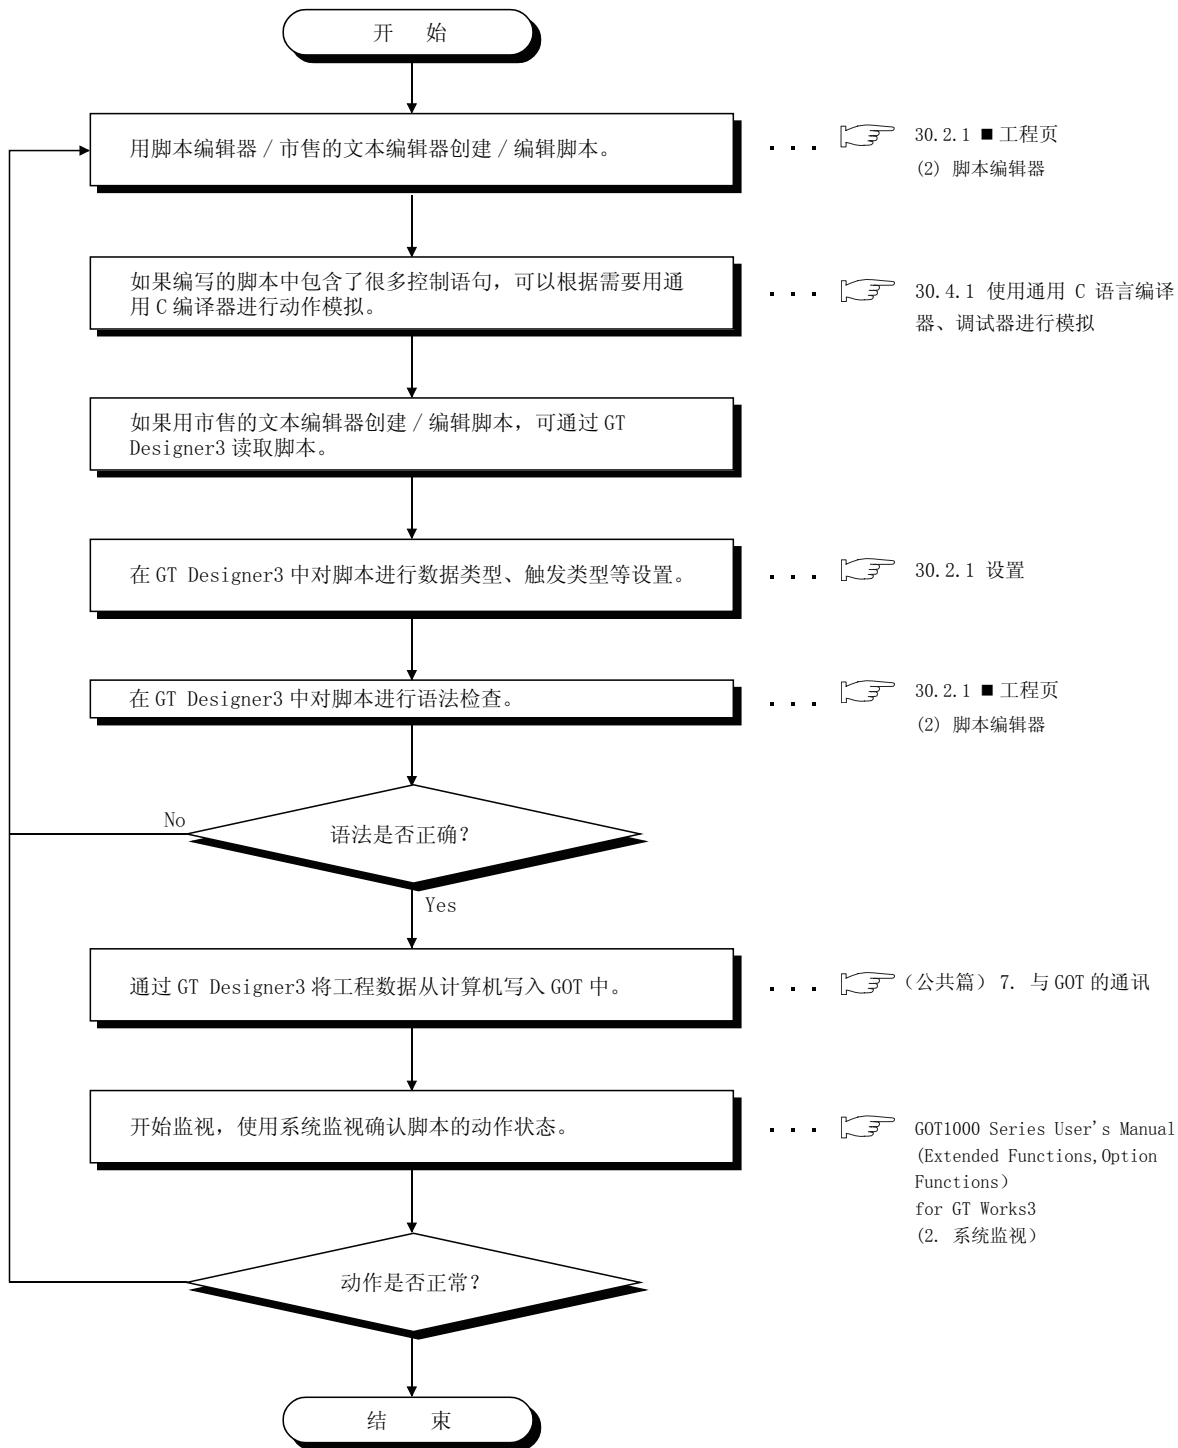 开 始
用脚本编辑器 / 市售的文本编辑器创建 / 编辑脚本。
30.2.1 ■ 工程页
(2) 脚本编辑器
如果编写的脚本中包含了很多控制语句, 可以根据需要用通
用 C 编译器进行动作模拟。
30.4.1 使用通用 C 语言编译
器、调试器进行模拟
如果用市售的文本编辑器创建 / 编辑脚本, 可通过 GT
Designer3 读取脚本。
在 GT Designer3 中对脚本进行数据类型、触发类型等设置。
30.2.1 设置
在 GT Designer3 中对脚本进行语法检查。
30.2.1 ■ 工程页
(2) 脚本编辑器
No
语法是否正确?
Yes
通过 GT Designer3 将工程数据从计算机写入 GOT 中。
(公共篇) 7. 与 GOT 的通讯
开始监视, 使用系统监视确认脚本的动作状态。
GOT1000 Series User's Manual
(Extended Functions,Option
Functions)
for GT Works3
(2. 系统监视)
动作是否正常?
结 束